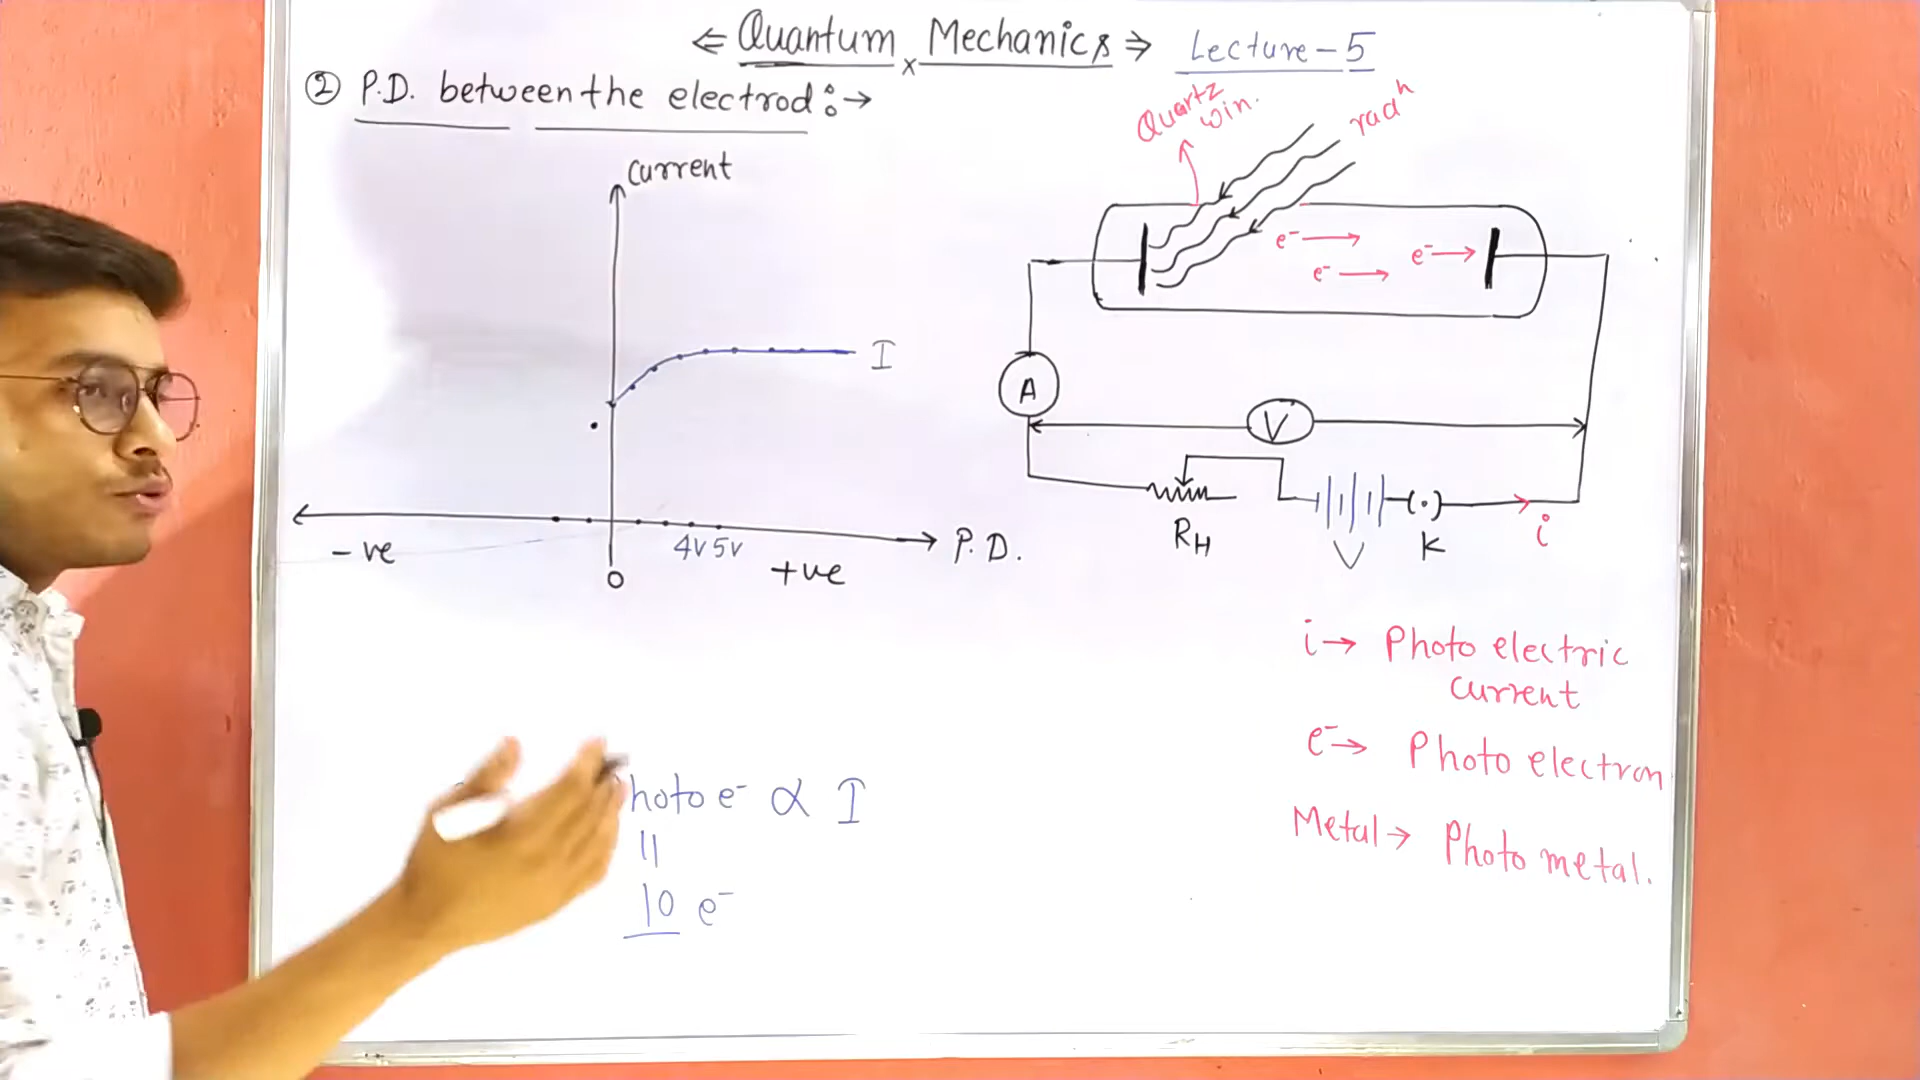 ⇐ Quantum Mechanics ⇒ Lecture-5
② P.D. between the electrod:→
Current
I
-ve
0
4V 5V
+ve
P.D.
Quartz
win.
radⁿ
e⁻→
e⁻→
e⁻→
A
V
R_H
V
K
i
i→ Photo electric
current
e⁻→ Photo electron
Metal→ Photo metal.
hoto e⁻ ∝ I
||
10 e⁻